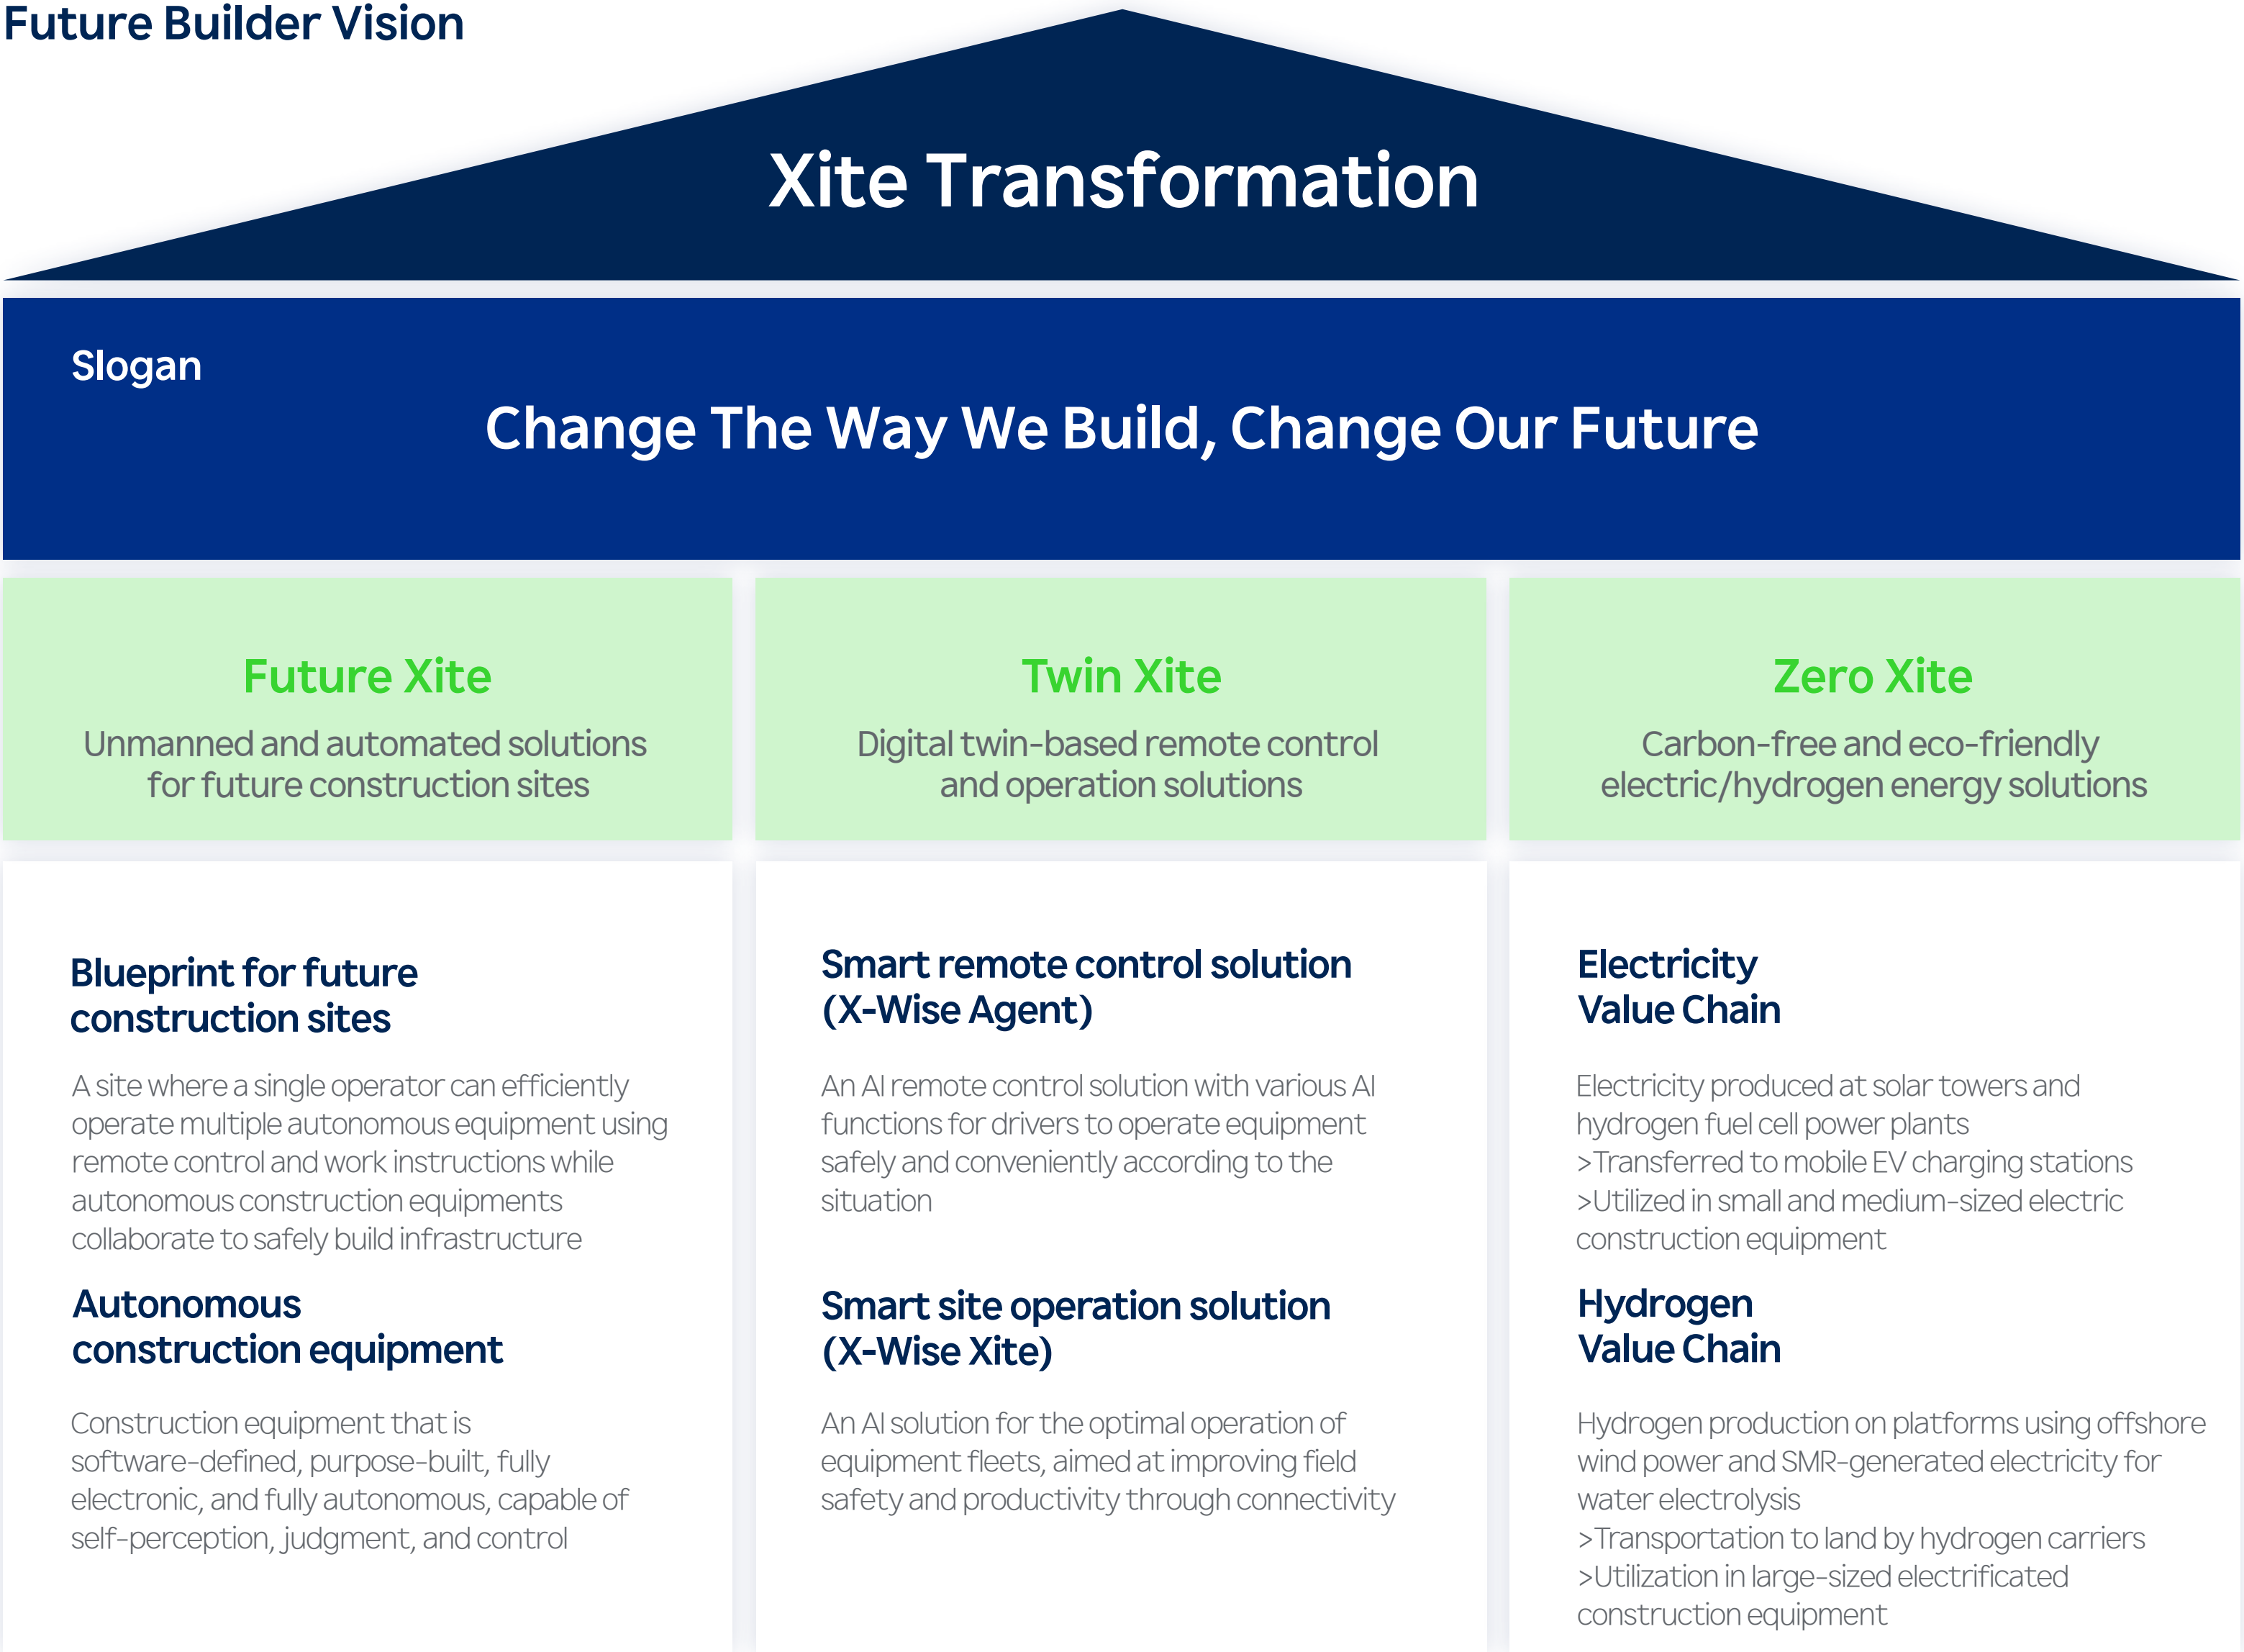 Future Builder Vision
Xite Transformation
Slogan
Change The Way We Build, Change Our Future
Future Xite
Unmanned and automated solutions
for future construction sites
Twin Xite
Digital twin-based remote control
and operation solutions
Zero Xite
Carbon-free and eco-friendly
electric/hydrogen energy solutions
Blueprint for future
construction sites
A site where a single operator can efficiently
operate multiple autonomous equipment using
remote control and work instructions while
autonomous construction equipments
collaborate to safely build infrastructure
Autonomous
construction equipment
Construction equipment that is
software-defined, purpose-built, fully
electronic, and fully autonomous, capable of
self-perception, judgment, and control
Smart remote control solution
(X-Wise Agent)
An AI remote control solution with various AI
functions for drivers to operate equipment
safely and conveniently according to the
situation
Smart site operation solution
(X-Wise Xite)
An AI solution for the optimal operation of
equipment fleets, aimed at improving field
safety and productivity through connectivity
Electricity
Value Chain
Electricity produced at solar towers and
hydrogen fuel cell power plants
>Transferred to mobile EV charging stations
>Utilized in small and medium-sized electric
construction equipment
Hydrogen
Value Chain
Hydrogen production on platforms using offshore
wind power and SMR-generated electricity for
water electrolysis
>Transportation to land by hydrogen carriers
>Utilization in large-sized electrificated
construction equipment